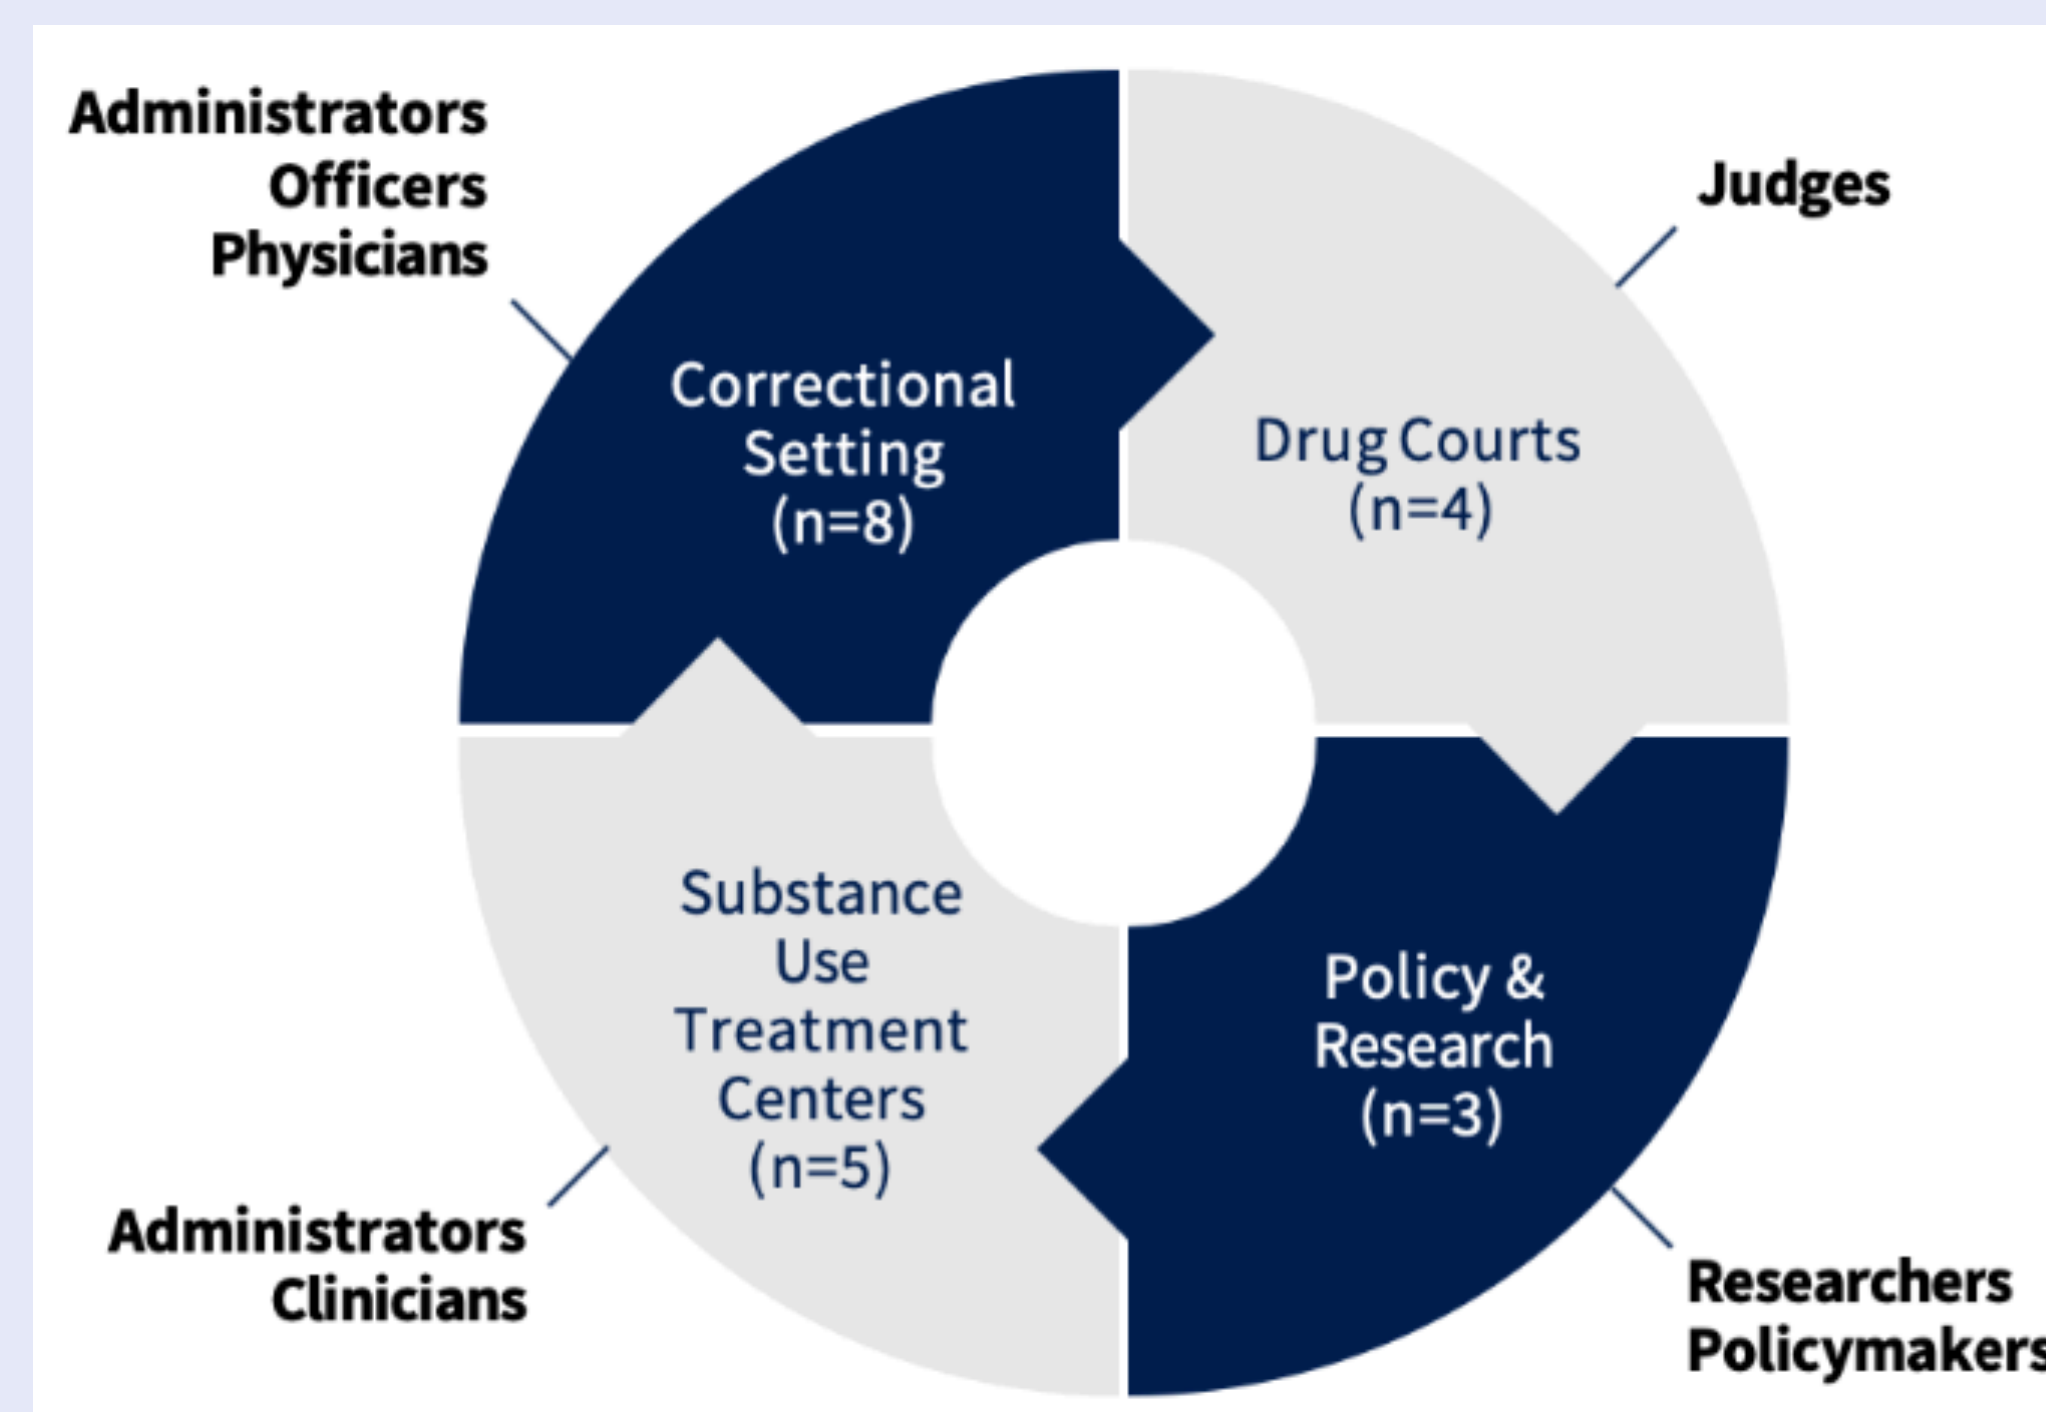 Administrators
Officers
Physicians
Judges
Correctional
Setting
(n=8)
Drug Courts
(n=4)
Substance
Use
Treatment
Centers
(n=5)
Policy &
Research
(n=3)
Administrators
Clinicians
Researchers
Policymakers